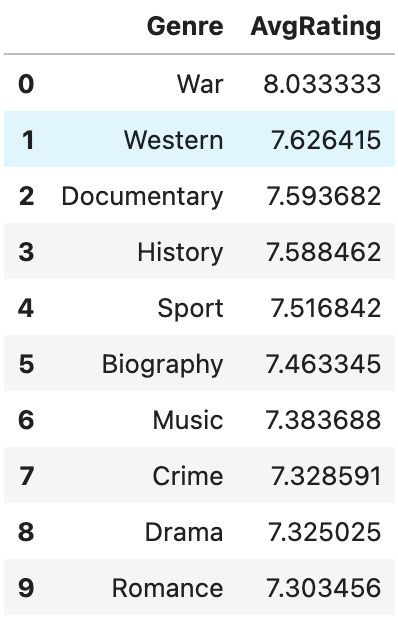 Genre AvgRating
0 War 8.033333
1 Western 7.626415
2 Documentary 7.593682
3 History 7.588462
4 Sport 7.516842
5 Biography 7.463345
6 Music 7.383688
7 Crime 7.328591
8 Drama 7.325025
9 Romance 7.303456